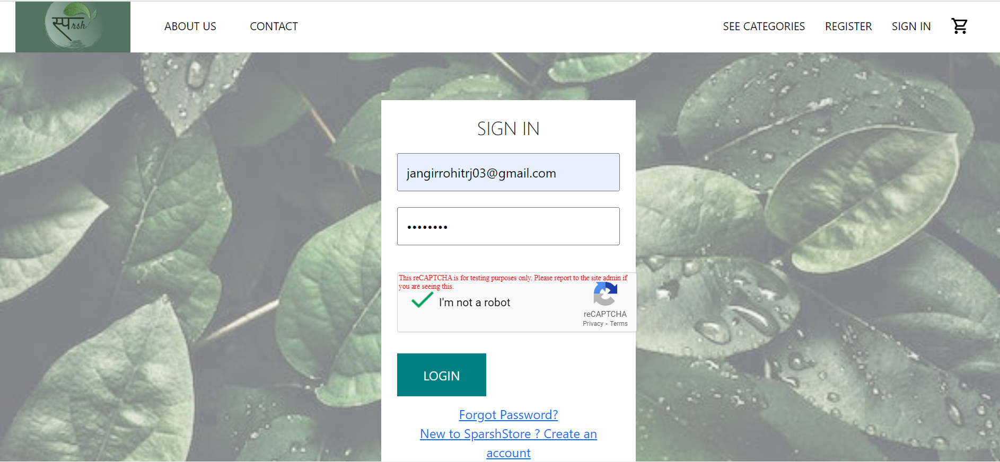 स्पrsh
ABOUT US
CONTACT
SEE CATEGORIES
REGISTER
SIGN IN
SIGN IN
jangirrohitrj03@gmail.com
••••••••
This reCAPTCHA is for testing purposes only. Please report to the site admin if
you are seeing this.
I'm not a robot
reCAPTCHA
Privacy - Terms
LOGIN
Forgot Password?
New to SparshStore ? Create an
account